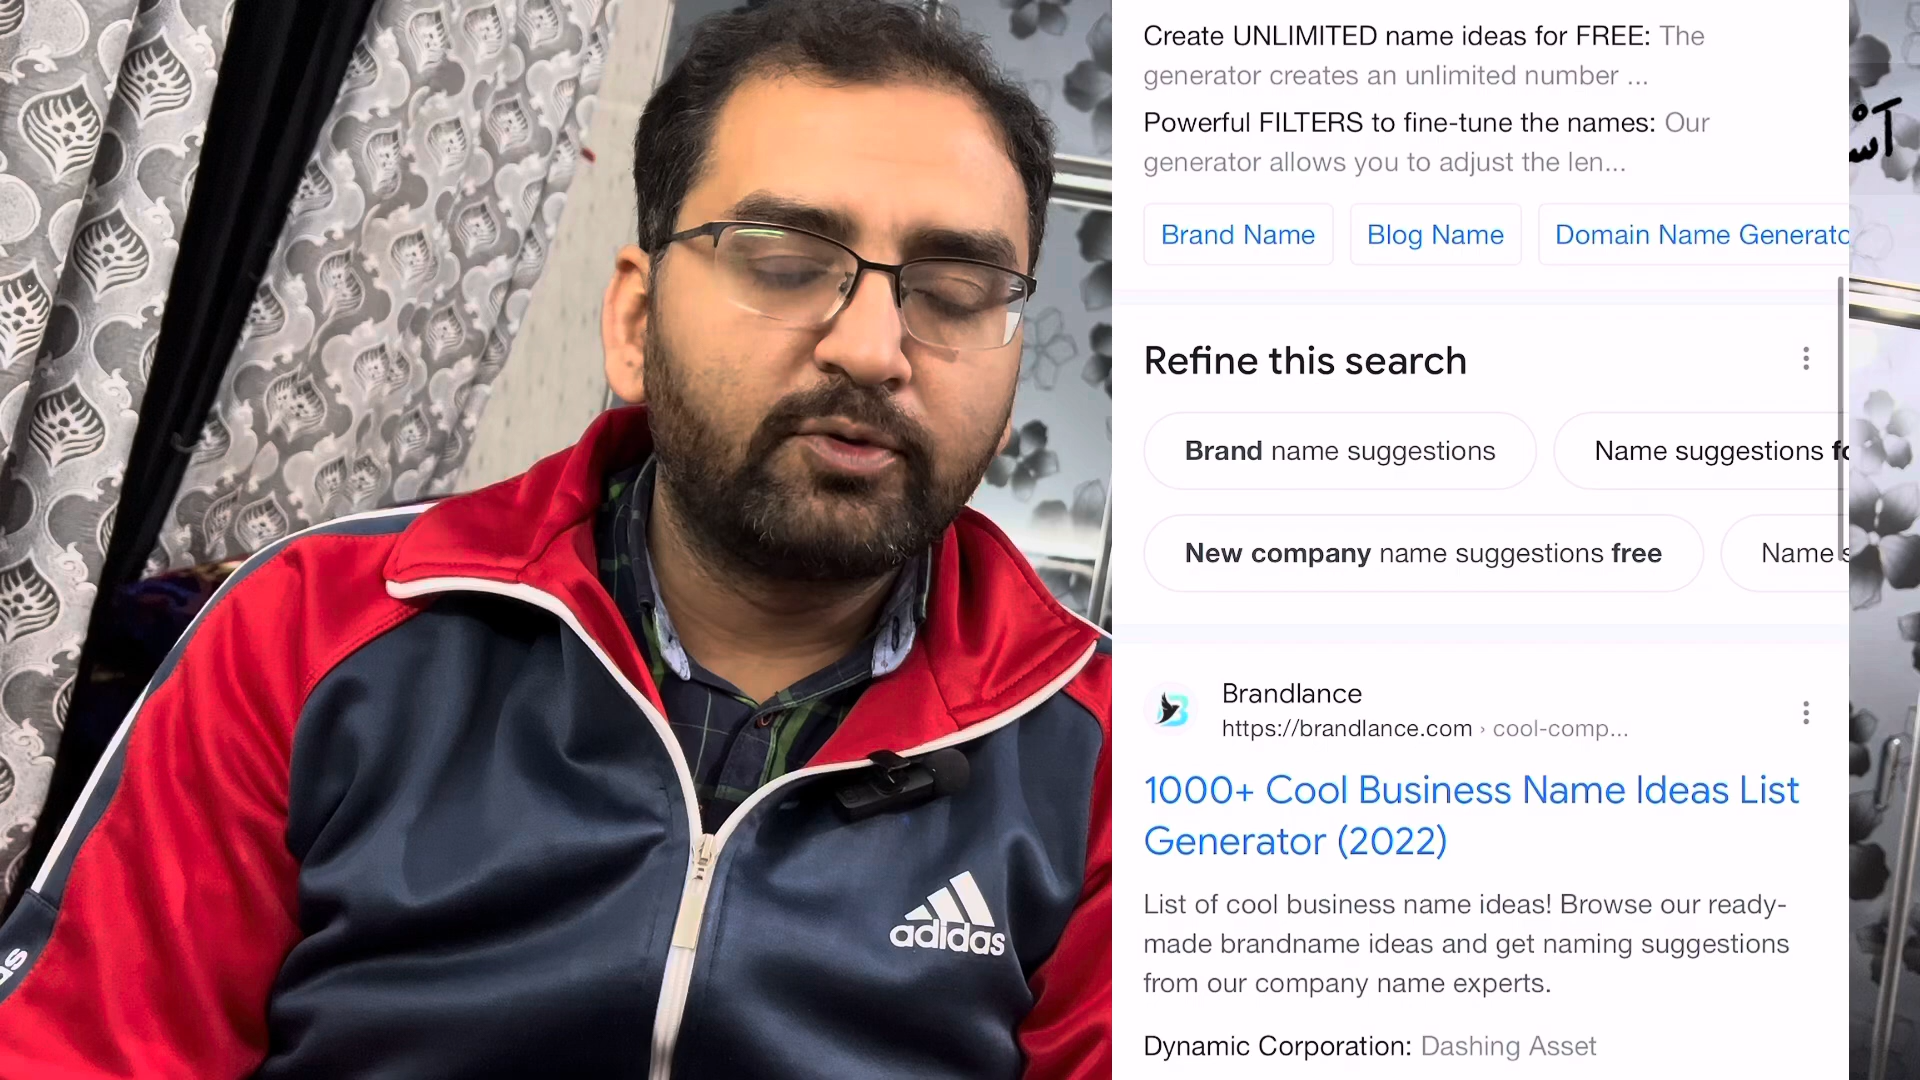 Create UNLIMITED name ideas for FREE: The
generator creates an unlimited number ...
Powerful FILTERS to fine-tune the names: Our
generator allows you to adjust the len...
Brand Name
Blog Name
Domain Name Generato
Refine this search
Brand name suggestions
Name suggestions fo
New company name suggestions free
Name s
Brandlance
https://brandlance.com › cool-comp...
1000+ Cool Business Name Ideas List
Generator (2022)
List of cool business name ideas! Browse our ready-
made brandname ideas and get naming suggestions
from our company name experts.
Dynamic Corporation: Dashing Asset
adidas
as